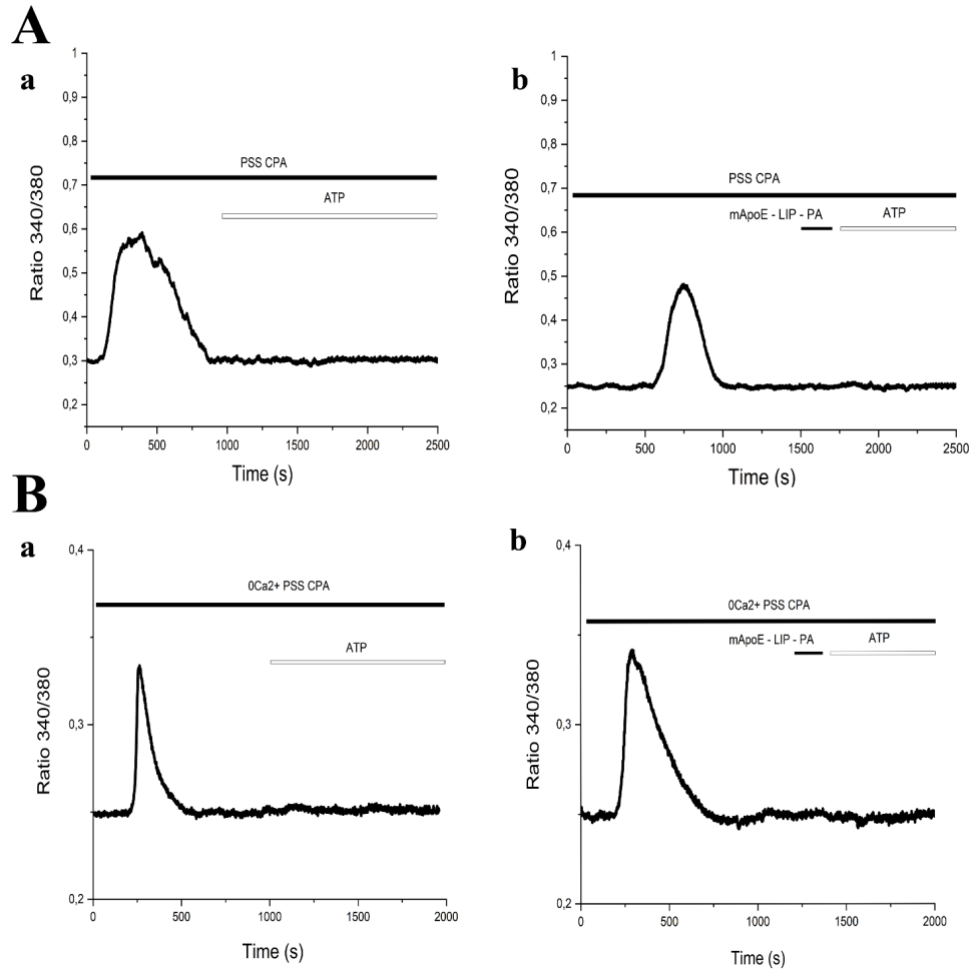 A
a
1
0,9
0,8
0,7
0,6
0,5
0,4
0,3
0,2
Ratio 340/380
PSS CPA
ATP
0
500
1000
1500
2000
2500
Time (s)
b
1
0,9
0,8
0,7
0,6
0,5
0,4
0,3
0,2
Ratio 340/380
PSS CPA
mApoE - LIP - PA
ATP
0
500
1000
1500
2000
2500
Time (s)
B
a
0,4
0,3
0,2
Ratio 340/380
0Ca2+ PSS CPA
ATP
0
500
1000
1500
2000
Time (s)
b
0,4
0,3
0,2
Ratio 340/380
0Ca2+ PSS CPA
mApoE - LIP - PA
ATP
0
500
1000
1500
2000
Time (s)